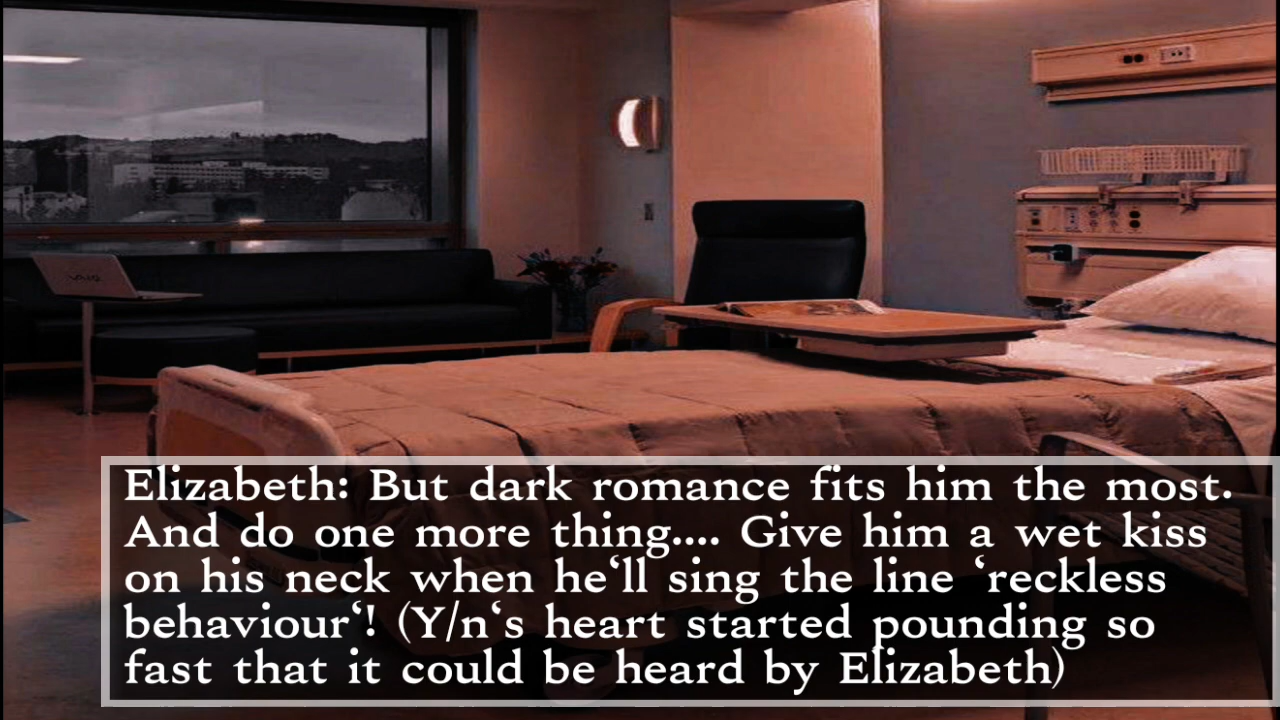 VAIO
Elizabeth: But dark romance fits him the most.
And do one more thing.... Give him a wet kiss
on his neck when he‘ll sing the line ‘reckless
behaviour‘! (Y/n‘s heart started pounding so
fast that it could be heard by Elizabeth)